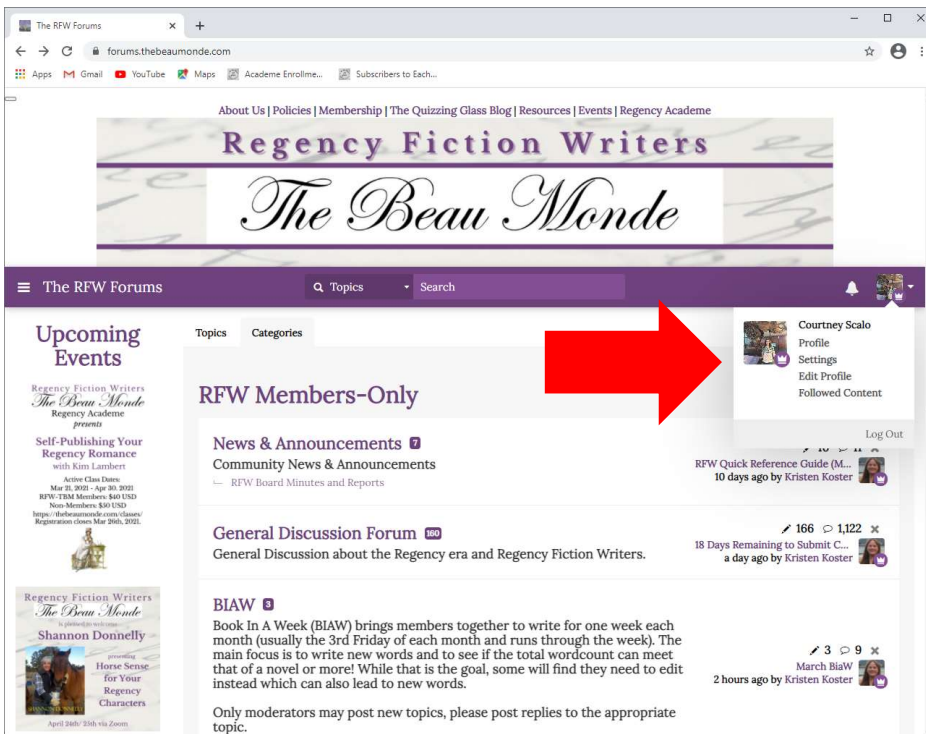 The RFW Forums
forums.thebeaumonde.com
Apps Gmail YouTube Maps Academe Enrollme... Subscribers to Each...
About Us | Policies | Membership | The Quizzing Glass Blog | Resources | Events | Regency Academe
Regency Fiction Writers
The Beau Monde
The RFW Forums Topics Search
Upcoming
Events
Regency Fiction Writers
The Beau Monde
Regency Academe
presents
Self-Publishing Your
Regency Romance
with Kim Lambert
Active Class Dates:
Mar 21, 2021 - Apr 30, 2021
RFW-TBM Members: $40 USD
Non-Members: $50 USD
https://thebeaumonde.com/classes/
Registration closes Mar 26th, 2021.
Regency Fiction Writers
The Beau Monde
is pleased to welcome
Shannon Donnelly
presenting
Horse Sense
for Your
Regency
Characters
April 24th/ 25th via Zoom
Topics Categories
Courtney Scalo
Profile
Settings
Edit Profile
Followed Content
Log Out
RFW Members-Only
News & Announcements 7
Community News & Announcements
RFW Board Minutes and Reports
RFW Quick Reference Guide (M...
10 days ago by Kristen Koster
General Discussion Forum 160
General Discussion about the Regency era and Regency Fiction Writers.
166 1,122
18 Days Remaining to Submit C...
a day ago by Kristen Koster
BIAW 3
Book In A Week (BIAW) brings members together to write for one week each
month (usually the 3rd Friday of each month and runs through the week). The
main focus is to write new words and to see if the total wordcount can meet
that of a novel or more! While that is the goal, some will find they need to edit
instead which can also lead to new words.
Only moderators may post new topics, please post replies to the appropriate
topic.
3 9
March BiaW
2 hours ago by Kristen Koster